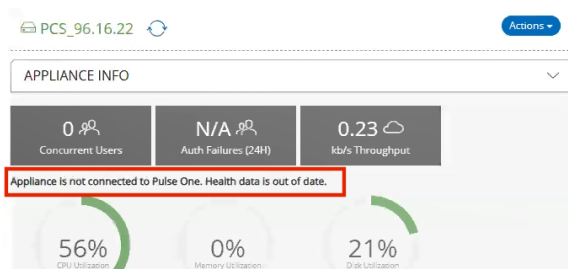 PCS_96.16.22
Actions
APPLIANCE INFO
0
Concurrent Users
N/A
Auth Failures (24H)
0.23
kb/s Throughput
Appliance is not connected to Pulse One. Health data is out of date.
56%
CPU Utilization
0%
Memory Utilization
21%
Disk Utilization